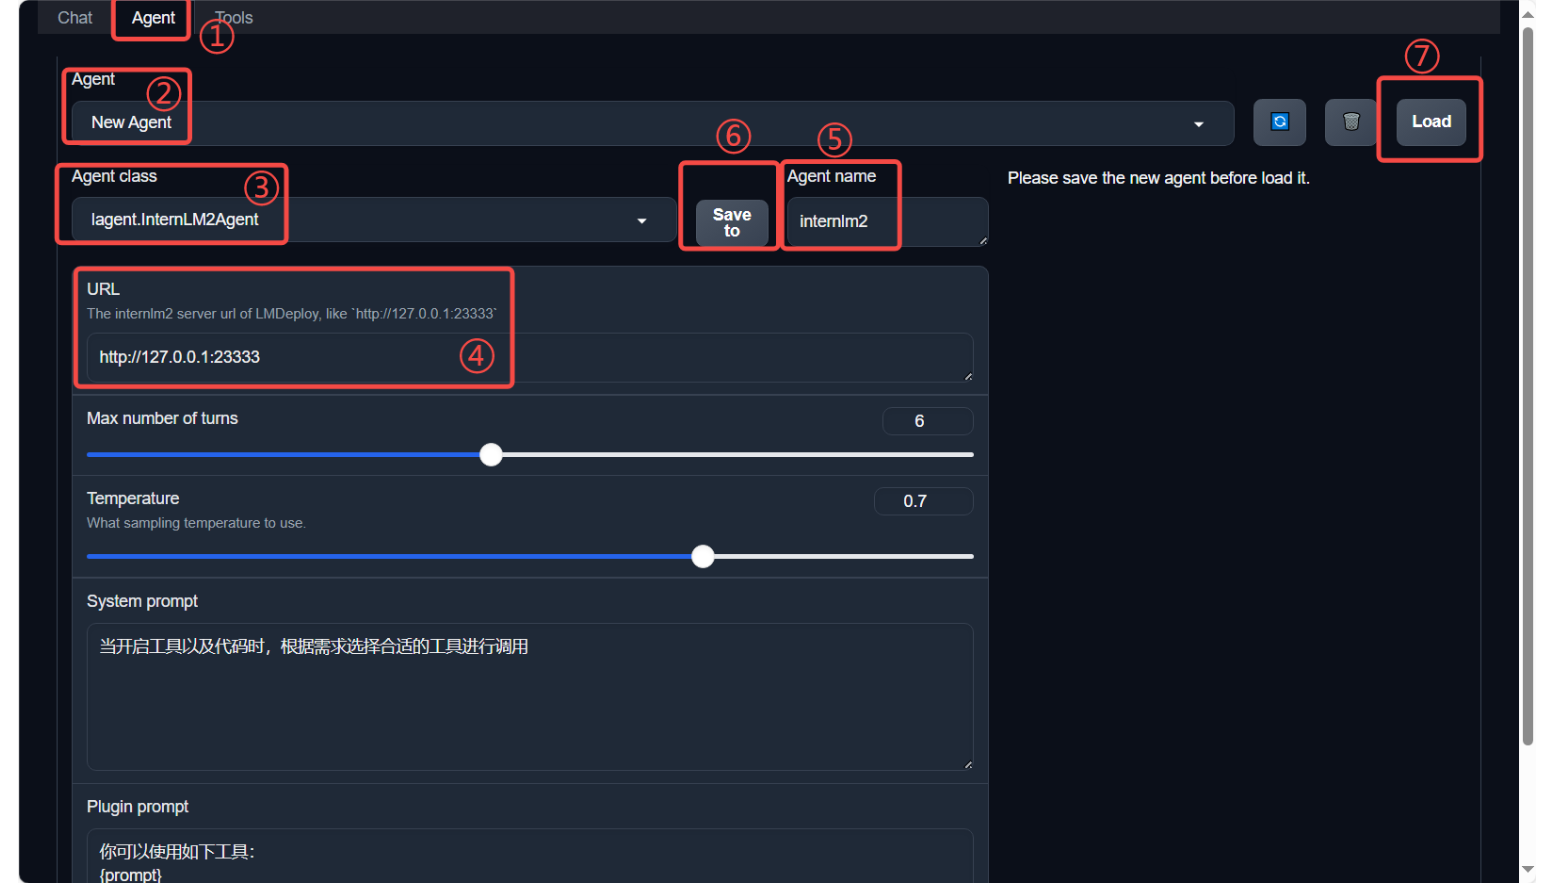 Chat Agent Tools
①
⑦
Agent
②
New Agent
Load
⑥ ⑤
Agent class
③
Agent name
Please save the new agent before load it.
lagent.InternLM2Agent
Save
to
internlm2
URL
The internlm2 server url of LMDeploy, like `http://127.0.0.1:23333`
http://127.0.0.1:23333
④
Max number of turns
6
Temperature
0.7
What sampling temperature to use.
System prompt
当开启工具以及代码时，根据需求选择合适的工具进行调用
Plugin prompt
你可以使用如下工具：
{prompt}